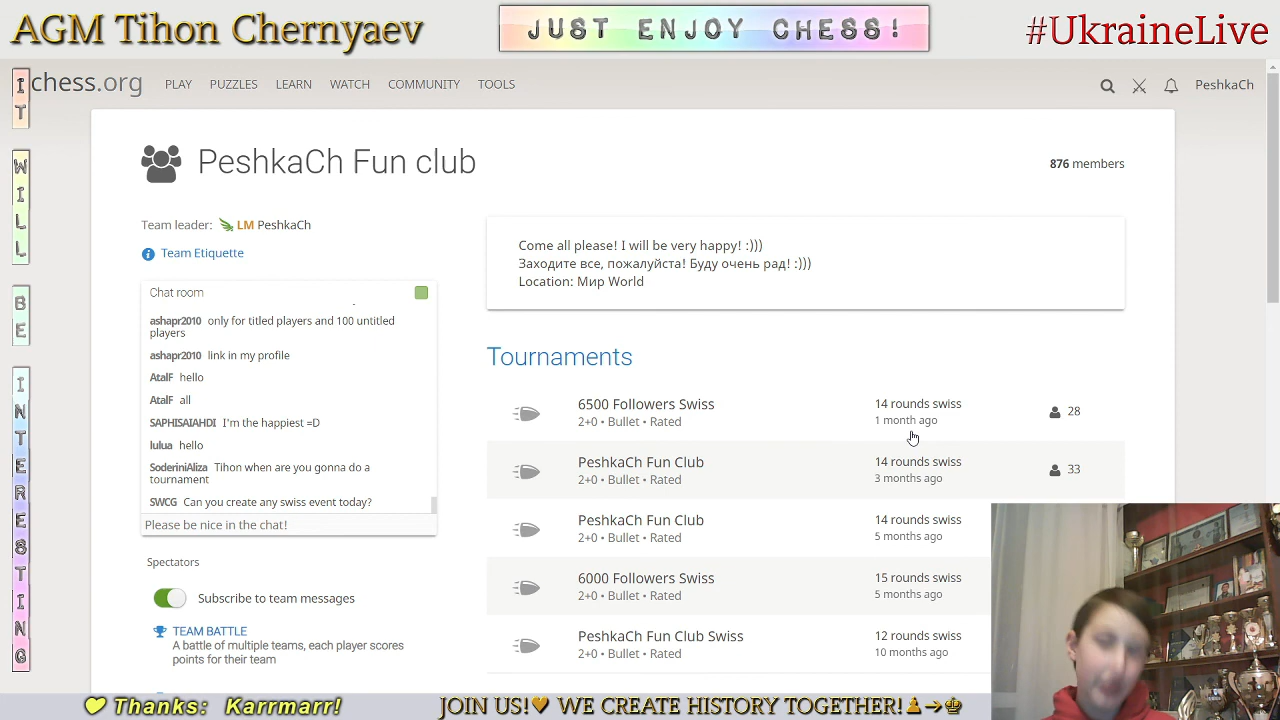 AGM Tihon Chernyaev
JUST ENJOY CHESS!
#UkraineLive
IT
WILL
BE
INTERESTING
chess.org
PLAY PUZZLES LEARN WATCH COMMUNITY TOOLS
PeshkaCh
PeshkaCh Fun club
876 members
Team leader: LM PeshkaCh
Team Etiquette
Come all please! I will be very happy! :)))
Заходите все, пожалуйста! Буду очень рад! :)))
Location: Мир World
Chat room
ashapr2010 only for titled players and 100 untitled
players
ashapr2010 link in my profile
AtalF hello
AtalF all
SAPHISAIAHDI I'm the happiest =D
lulua hello
SoderiniAliza Tihon when are you gonna do a
tournament
SWCG Can you create any swiss event today?
Please be nice in the chat!
Spectators
Subscribe to team messages
TEAM BATTLE
A battle of multiple teams, each player scores
points for their team
Tournaments
6500 Followers Swiss 14 rounds swiss 28
2+0 • Bullet • Rated 1 month ago
PeshkaCh Fun Club 14 rounds swiss 33
2+0 • Bullet • Rated 3 months ago
PeshkaCh Fun Club 14 rounds swiss
2+0 • Bullet • Rated 5 months ago
6000 Followers Swiss 15 rounds swiss
2+0 • Bullet • Rated 5 months ago
PeshkaCh Fun Club Swiss 12 rounds swiss
2+0 • Bullet • Rated 10 months ago
Thanks: Karrmarr!
JOIN US!♥ WE CREATE HISTORY TOGETHER!♟→♚